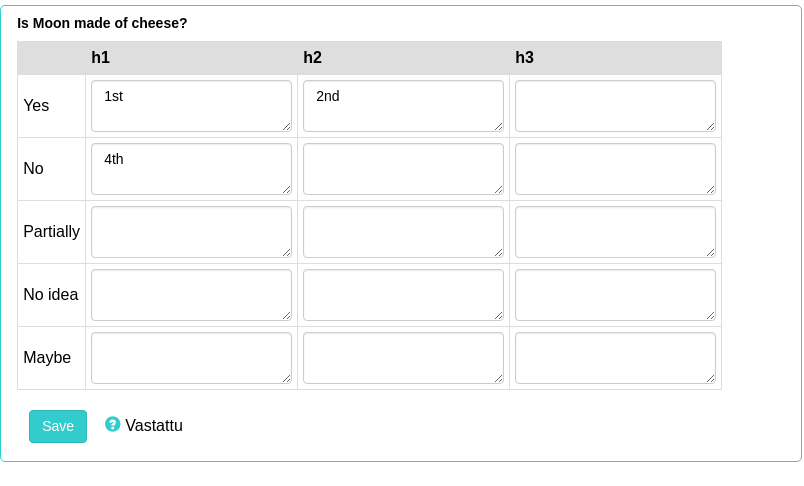 Is Moon made of cheese?
h1 h2 h3
Yes 1st 2nd
No 4th
Partially
No idea
Maybe
Save ? Vastattu